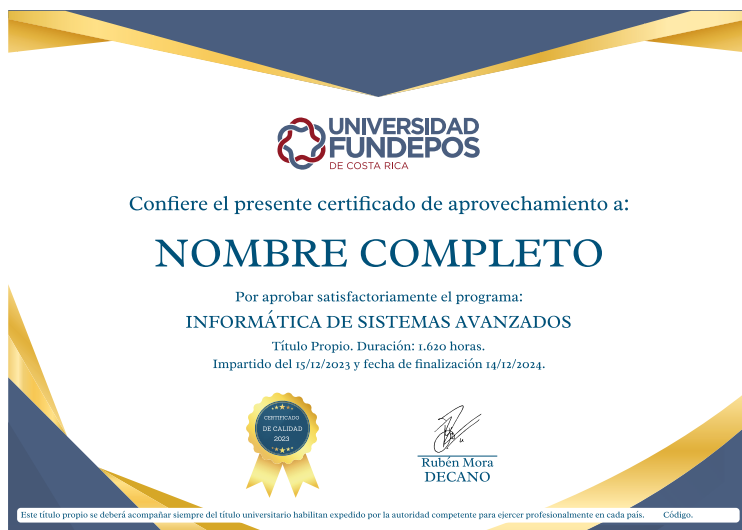 UNIVERSIDAD
FUNDEPOS
DE COSTA RICA
Confiere el presente certificado de aprovechamiento a:
NOMBRE COMPLETO
Por aprobar satisfactoriamente el programa:
INFORMÁTICA DE SISTEMAS AVANZADOS
Título Propio. Duración: 1.620 horas.
Impartido del 15/12/2023 y fecha de finalización 14/12/2024.
CERTIFICADO
DE CALIDAD
2023
Rubén Mora
DECANO
Este título propio se deberá acompañar siempre del título universitario habilitan expedido por la autoridad competente para ejercer profesionalmente en cada país. Código.